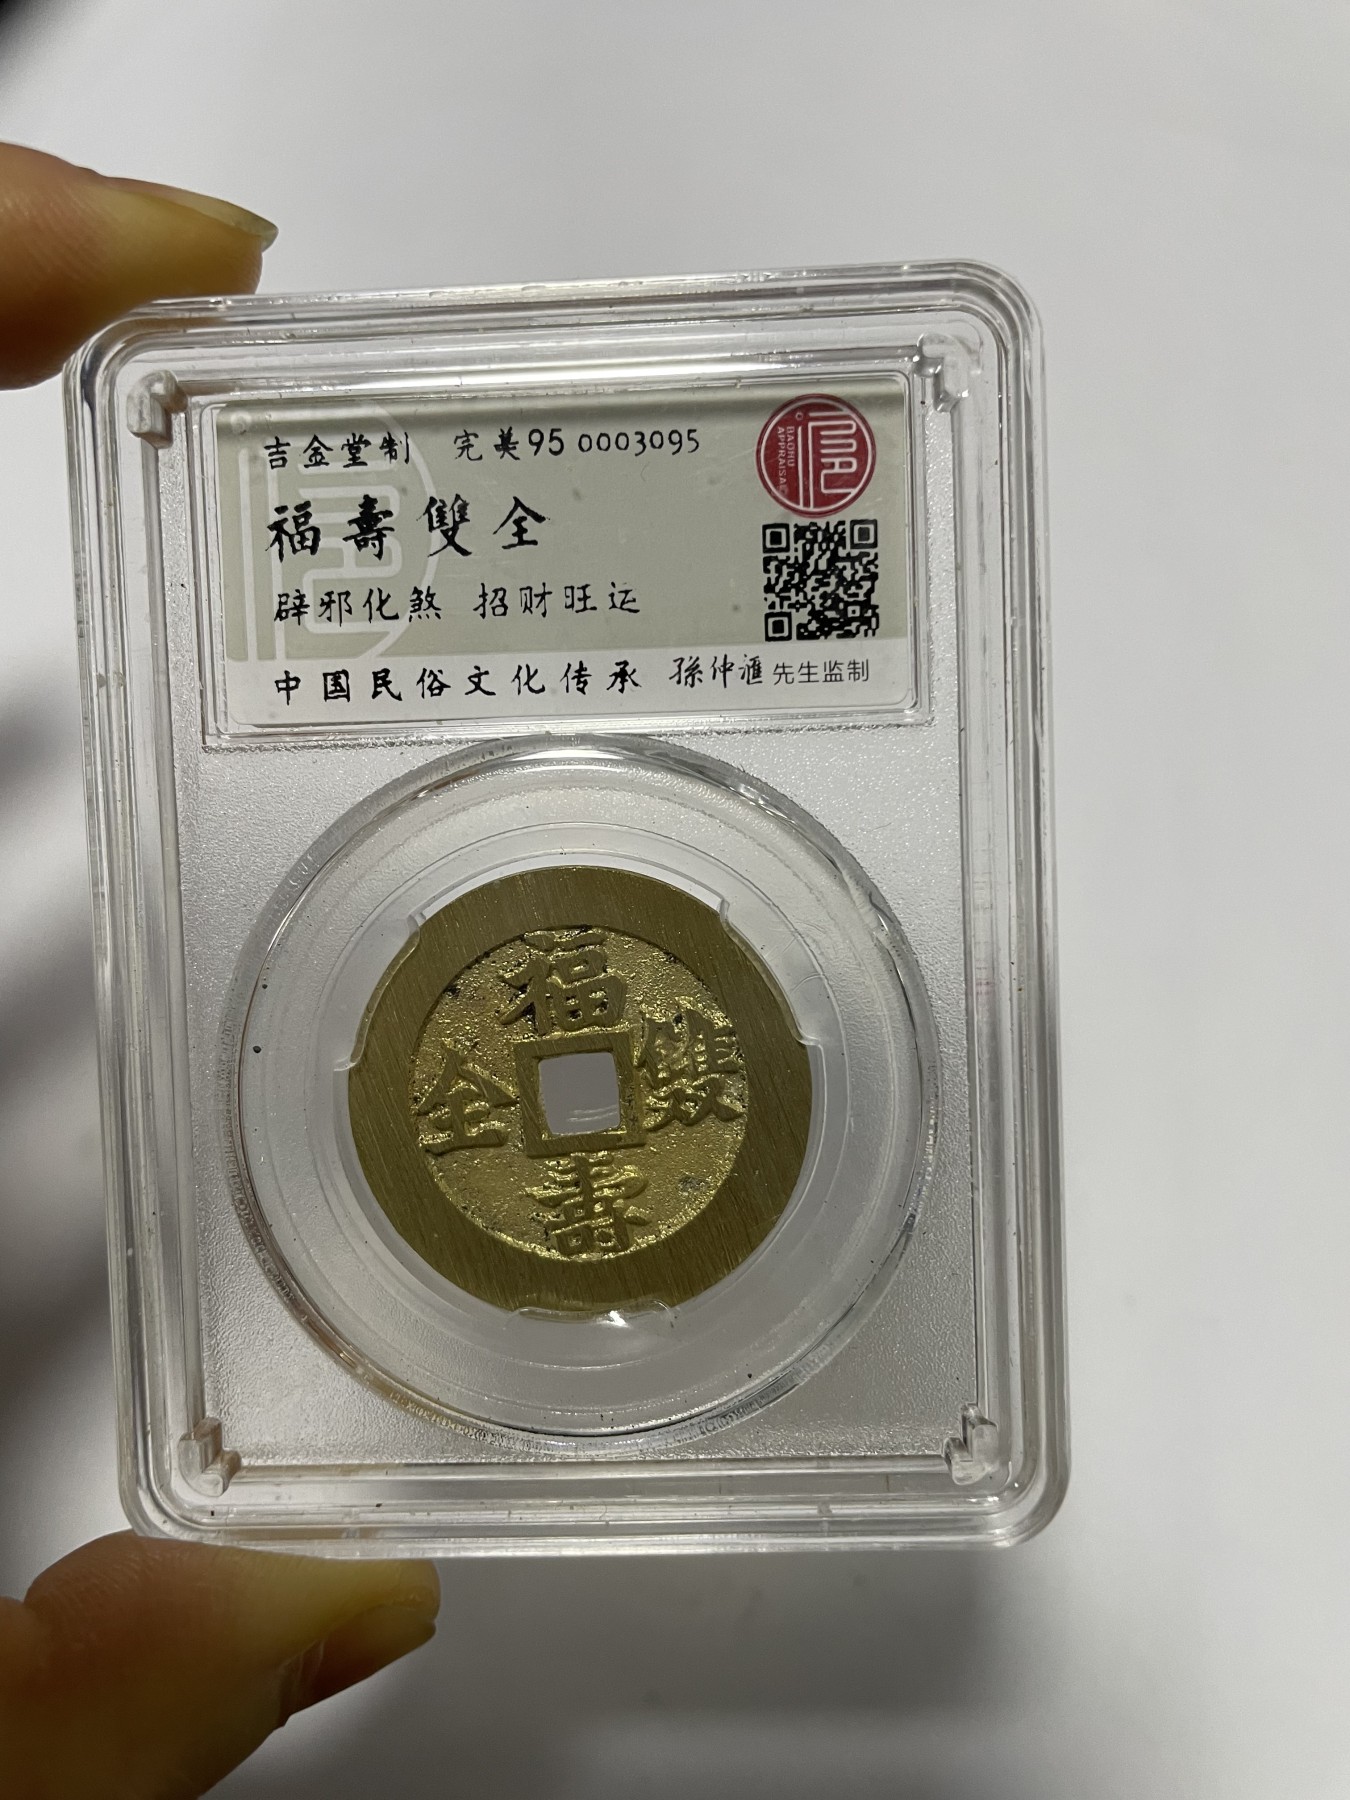 吉金堂制 完美95 0003095
BAOHU
APPRAISAL
福壽雙全
辟邪化煞 招财旺运
中国民俗文化传承 孫仲滙先生监制
福
全 雙
壽